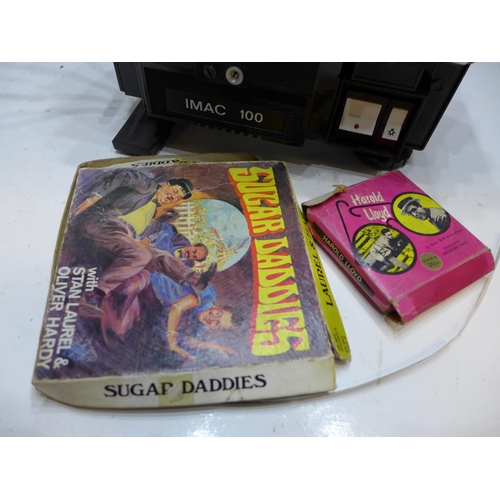 IMAC 100
SUGAR DADDIES
with
STAN LAUREL &
OLIVER HARDY
SUGAR DADDIES
Harold
Lloyd
HAROLD LLOYD